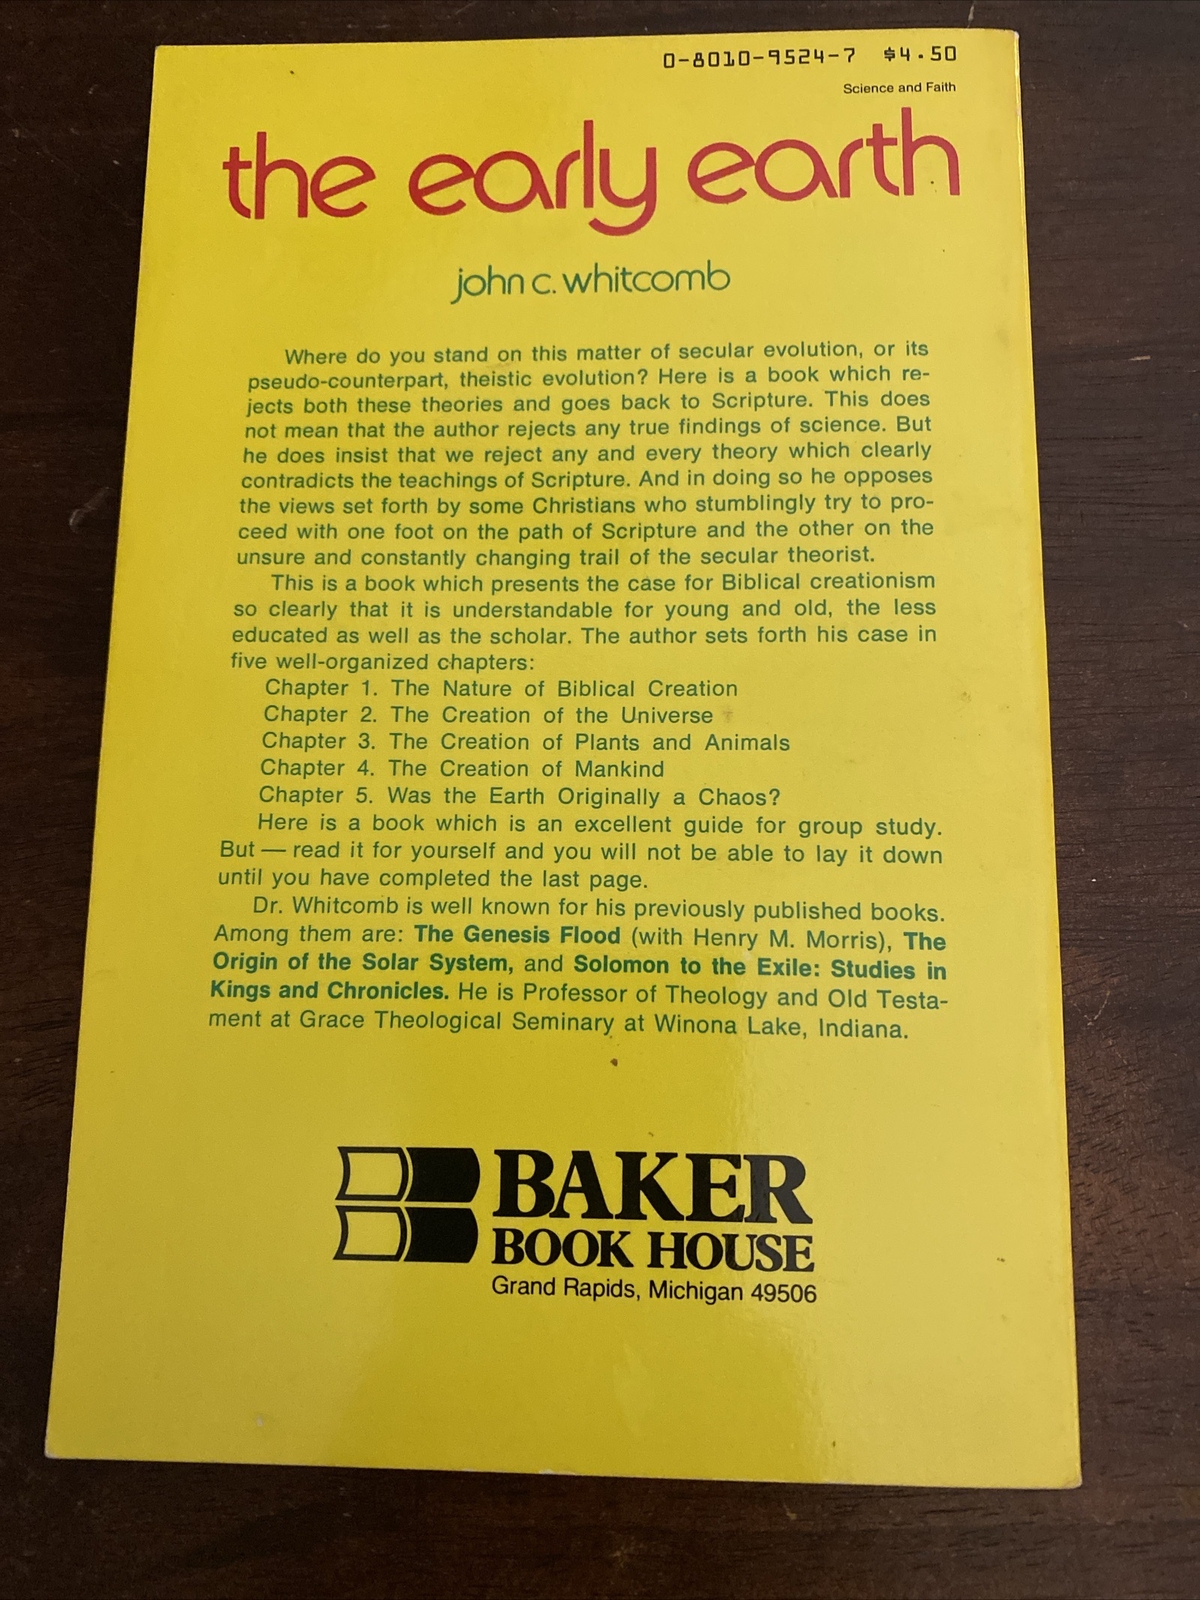 0-8010-9524-7 $4.50
Science and Faith
the early earth
john c. whitcomb
Where do you stand on this matter of secular evolution, or its
pseudo-counterpart, theistic evolution? Here is a book which re-
jects both these theories and goes back to Scripture. This does
not mean that the author rejects any true findings of science. But
he does insist that we reject any and every theory which clearly
contradicts the teachings of Scripture. And in doing so he opposes
the views set forth by some Christians who stumblingly try to pro-
ceed with one foot on the path of Scripture and the other on the
unsure and constantly changing trail of the secular theorist.
This is a book which presents the case for Biblical creationism
so clearly that it is understandable for young and old, the less
educated as well as the scholar. The author sets forth his case in
five well-organized chapters:
Chapter 1. The Nature of Biblical Creation
Chapter 2. The Creation of the Universe
Chapter 3. The Creation of Plants and Animals
Chapter 4. The Creation of Mankind
Chapter 5. Was the Earth Originally a Chaos?
Here is a book which is an excellent guide for group study.
But — read it for yourself and you will not be able to lay it down
until you have completed the last page.
Dr. Whitcomb is well known for his previously published books.
Among them are: The Genesis Flood (with Henry M. Morris), The
Origin of the Solar System, and Solomon to the Exile: Studies in
Kings and Chronicles. He is Professor of Theology and Old Testa-
ment at Grace Theological Seminary at Winona Lake, Indiana.
BAKER
BOOK HOUSE
Grand Rapids, Michigan 49506